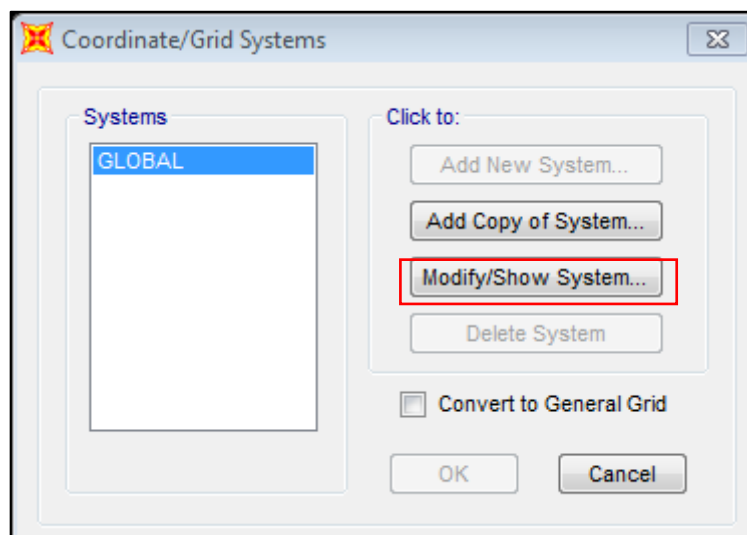 Coordinate/Grid Systems
Systems
GLOBAL
Click to:
Add New System...
Add Copy of System...
Modify/Show System...
Delete System
Convert to General Grid
OK
Cancel